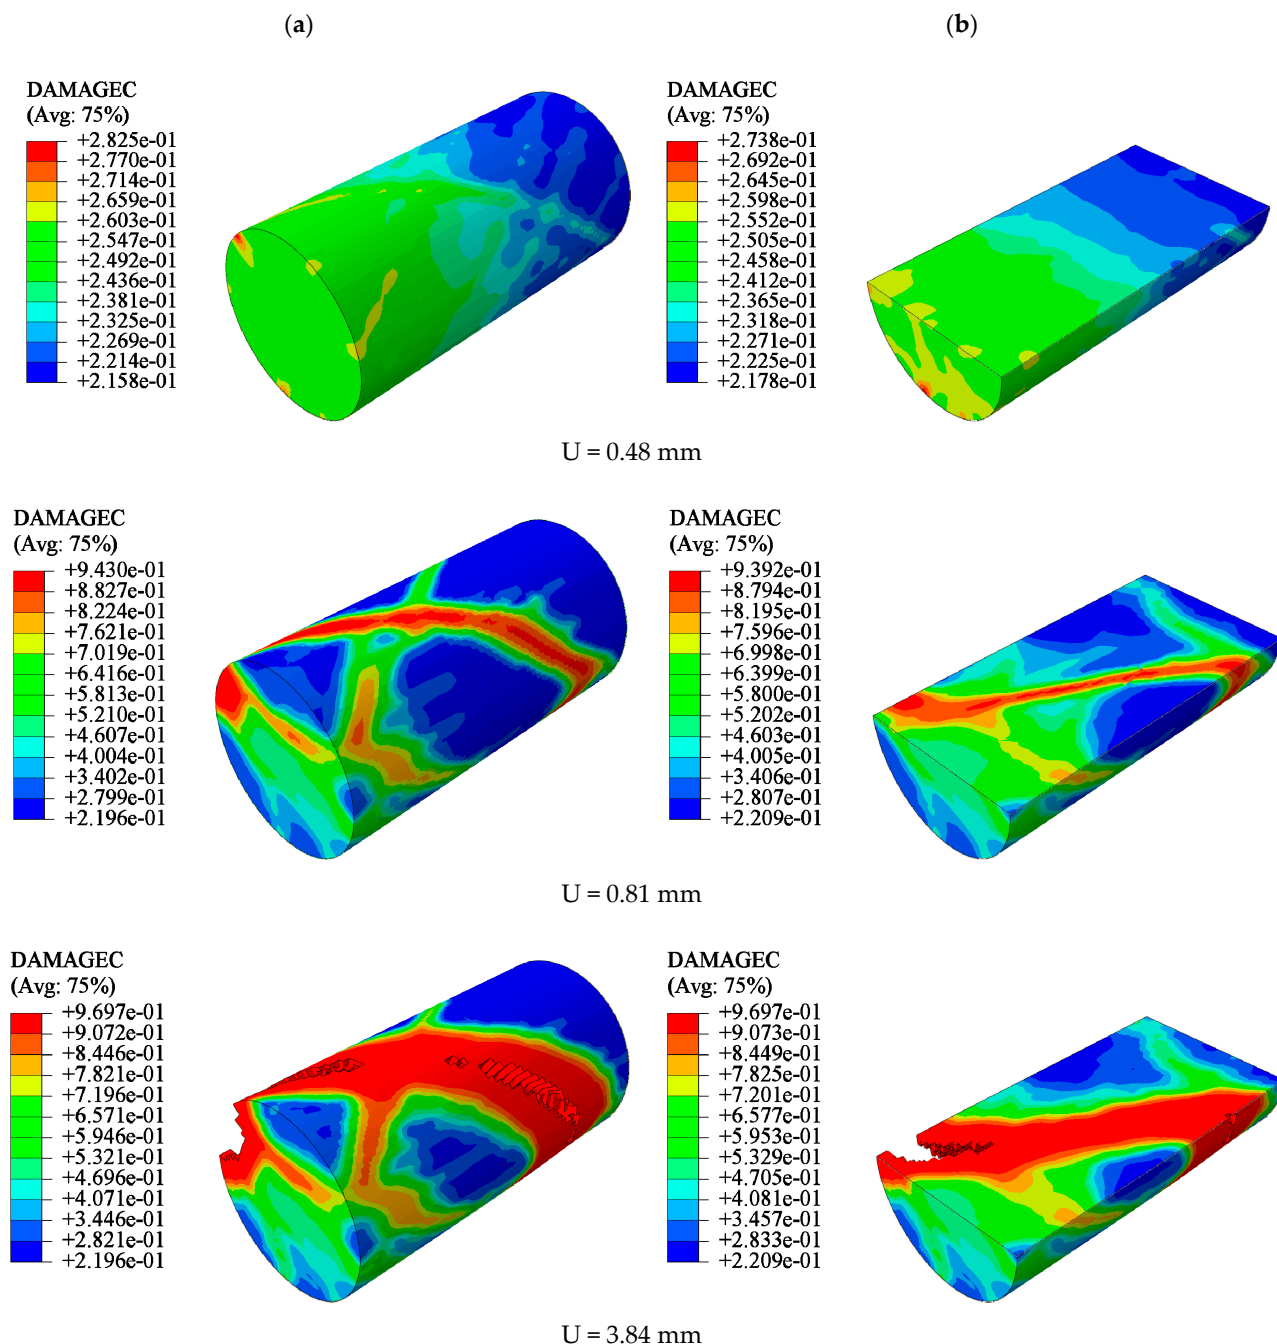 (a)
(b)
DAMAGEC
(Avg: 75%)
+2.825e-01
+2.770e-01
+2.714e-01
+2.659e-01
+2.603e-01
+2.547e-01
+2.492e-01
+2.436e-01
+2.381e-01
+2.325e-01
+2.269e-01
+2.214e-01
+2.158e-01
DAMAGEC
(Avg: 75%)
+2.738e-01
+2.692e-01
+2.645e-01
+2.598e-01
+2.552e-01
+2.505e-01
+2.458e-01
+2.412e-01
+2.365e-01
+2.318e-01
+2.271e-01
+2.225e-01
+2.178e-01
U = 0.48 mm
DAMAGEC
(Avg: 75%)
+9.430e-01
+8.827e-01
+8.224e-01
+7.621e-01
+7.019e-01
+6.416e-01
+5.813e-01
+5.210e-01
+4.607e-01
+4.004e-01
+3.402e-01
+2.799e-01
+2.196e-01
DAMAGEC
(Avg: 75%)
+9.392e-01
+8.794e-01
+8.195e-01
+7.596e-01
+6.998e-01
+6.399e-01
+5.800e-01
+5.202e-01
+4.603e-01
+4.005e-01
+3.406e-01
+2.807e-01
+2.209e-01
U = 0.81 mm
DAMAGEC
(Avg: 75%)
+9.697e-01
+9.072e-01
+8.446e-01
+7.821e-01
+7.196e-01
+6.571e-01
+5.946e-01
+5.321e-01
+4.696e-01
+4.071e-01
+3.446e-01
+2.821e-01
+2.196e-01
DAMAGEC
(Avg: 75%)
+9.697e-01
+9.073e-01
+8.449e-01
+7.825e-01
+7.201e-01
+6.577e-01
+5.953e-01
+5.329e-01
+4.705e-01
+4.081e-01
+3.457e-01
+2.833e-01
+2.209e-01
U = 3.84 mm